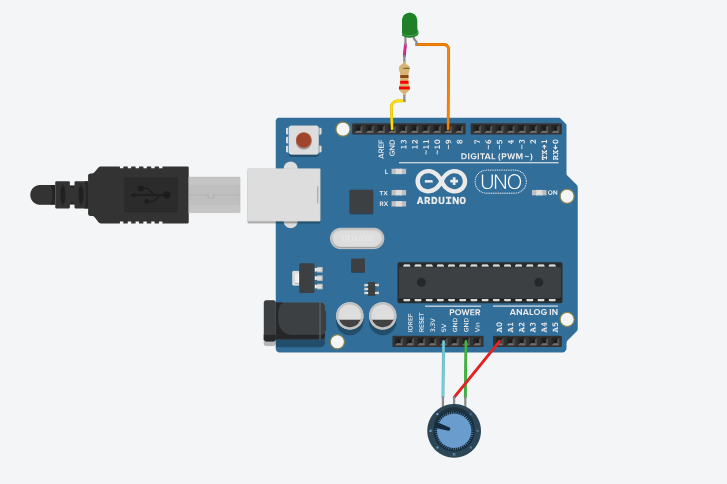 AREF
GND
13
12
~11
~10
~9
8
7
~6
~5
4
~3
2
TX→1
RX←0
DIGITAL (PWM~)
L
TX
RX
ARDUINO
UNO
ON
POWER
ANALOG IN
IOREF
RESET
3.3V
5V
GND
GND
Vin
A0
A1
A2
A3
A4
A5